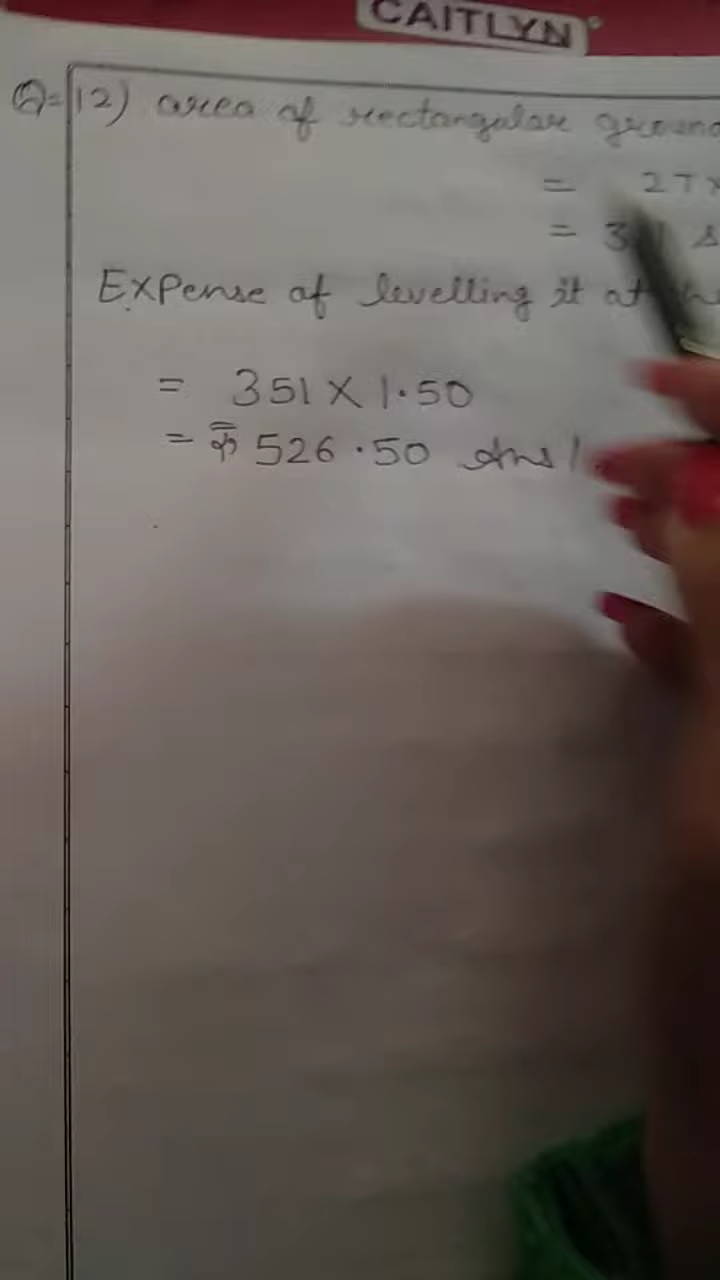 CAITLYN
Q=12) area of rectangular ground
= 27×
= 3
Expense of levelling it at
= 351 × 1.50
= रु 526.50 Ans।